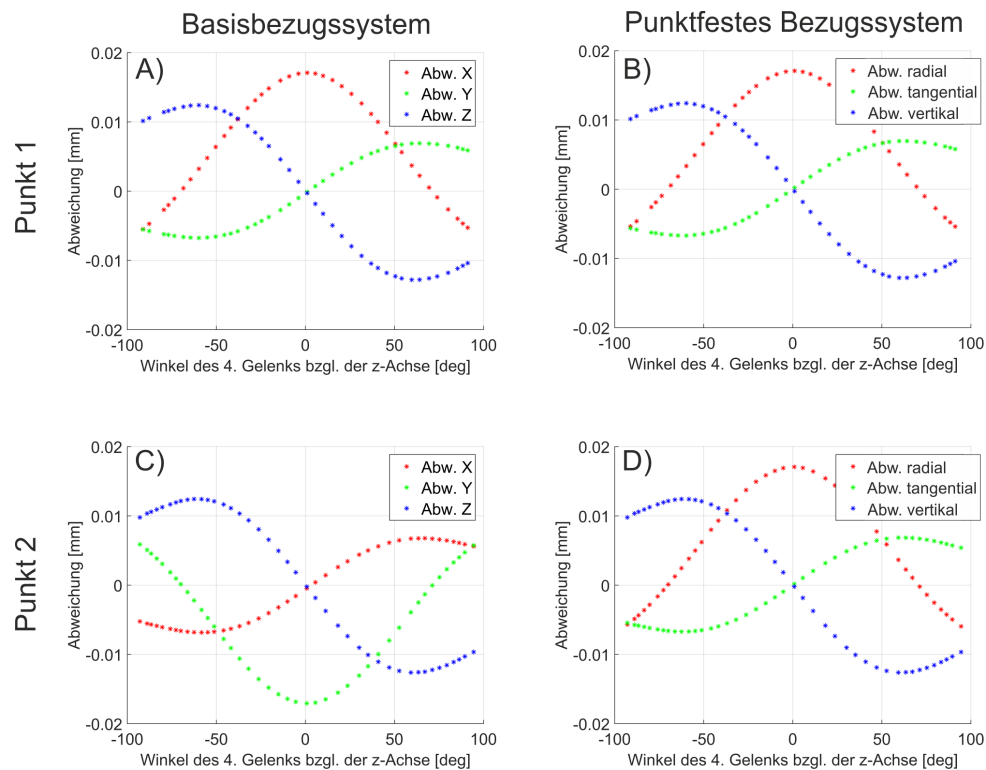 Basisbezugssystem
Punktfestes Bezugssystem
Punkt 1
A)
0.02
0.01
0
-0.01
-0.02
Abweichung [mm]
Abw. X
Abw. Y
Abw. Z
-100
-50
0
50
100
Winkel des 4. Gelenks bzgl. der z-Achse [deg]
B)
0.02
0.01
0
-0.01
-0.02
Abweichung [mm]
Abw. radial
Abw. tangential
Abw. vertikal
-100
-50
0
50
100
Winkel des 4. Gelenks bzgl. der z-Achse [deg]
Punkt 2
C)
0.02
0.01
0
-0.01
-0.02
Abweichung [mm]
Abw. X
Abw. Y
Abw. Z
-100
-50
0
50
100
Winkel des 4. Gelenks bzgl. der z-Achse [deg]
D)
0.02
0.01
0
-0.01
-0.02
Abweichung [mm]
Abw. radial
Abw. tangential
Abw. vertikal
-100
-50
0
50
100
Winkel des 4. Gelenks bzgl. der z-Achse [deg]